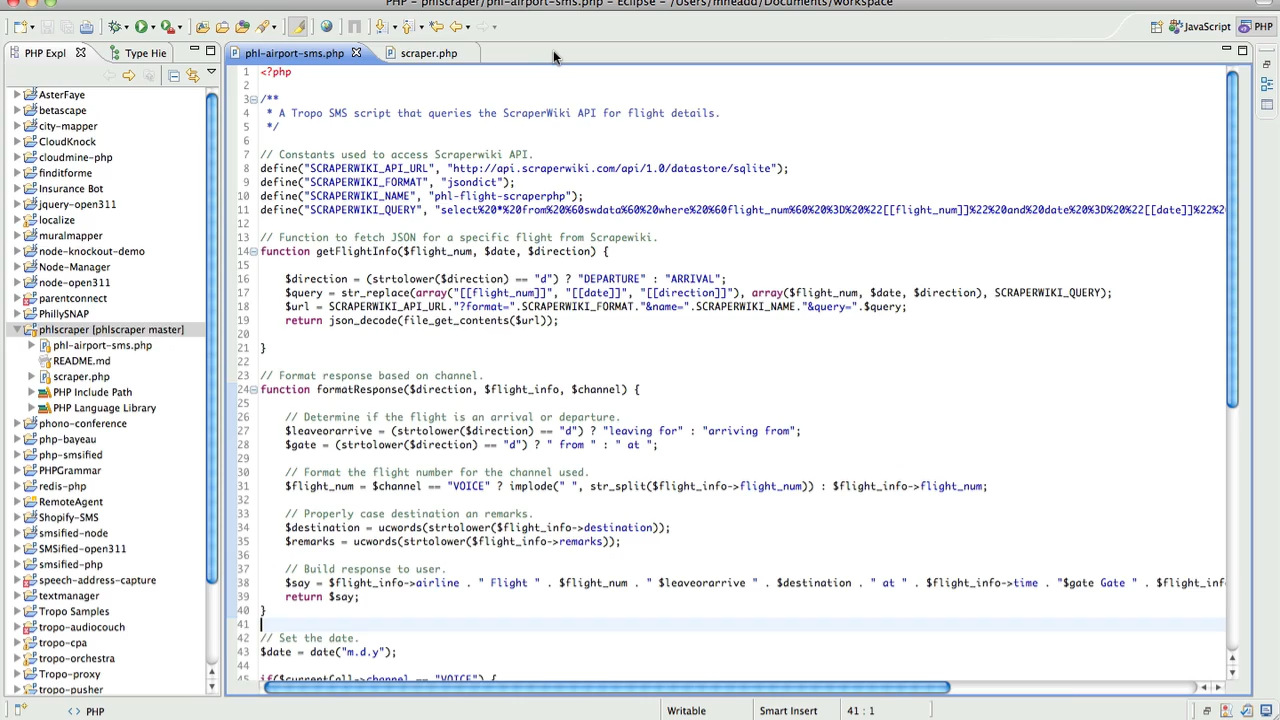 PHP - phlscraper/phl-airport-sms.php - Eclipse - /Users/mheadd/Documents/workspace
JavaScript
PHP
PHP Expl
Type Hie
phl-airport-sms.php
scraper.php
AsterFaye
betascape
city-mapper
CloudKnock
cloudmine-php
finditforme
Insurance Bot
jquery-open311
localize
muralmapper
node-knockout-demo
Node-Manager
node-open311
parentconnect
PhillySNAP
phlscraper [phlscraper master]
phl-airport-sms.php
README.md
scraper.php
PHP Include Path
PHP Language Library
phono-conference
php-bayeau
php-smsified
PHPGrammar
redis-php
RemoteAgent
Shopify-SMS
smsified-node
SMSified-open311
smsified-php
speech-address-capture
textmanager
Tropo Samples
tropo-audiocouch
tropo-cpa
tropo-orchestra
Tropo-proxy
tropo-pusher
1 <?php
2
3 /**
4 * A Tropo SMS script that queries the ScraperWiki API for flight details.
5 */
6
7 // Constants used to access Scraperwiki API.
8 define("SCRAPERWIKI_API_URL", "http://api.scraperwiki.com/api/1.0/datastore/sqlite");
9 define("SCRAPERWIKI_FORMAT", "jsondict");
10 define("SCRAPERWIKI_NAME", "phl-flight-scraperphp");
11 define("SCRAPERWIKI_QUERY", "select%20*%20from%20%60swdata%60%20where%20%60flight_num%60%20%3D%20%22[[flight_num]]%22%20and%20date%20%3D%20%22[[date]]%22%2
12
13 // Function to fetch JSON for a specific flight from Scrapewiki.
14 function getFlightInfo($flight_num, $date, $direction) {
15
16 $direction = (strtolower($direction) == "d") ? "DEPARTURE" : "ARRIVAL";
17 $query = str_replace(array("[[flight_num]]", "[[date]]", "[[direction]]"), array($flight_num, $date, $direction), SCRAPERWIKI_QUERY);
18 $url = SCRAPERWIKI_API_URL."?format=".SCRAPERWIKI_FORMAT."&name=".SCRAPERWIKI_NAME."&query=".$query;
19 return json_decode(file_get_contents($url));
20
21 }
22
23 // Format response based on channel.
24 function formatResponse($direction, $flight_info, $channel) {
25
26 // Determine if the flight is an arrival or departure.
27 $leaveorarrive = (strtolower($direction) == "d") ? "leaving for" : "arriving from";
28 $gate = (strtolower($direction) == "d") ? " from " : " at ";
29
30 // Format the flight number for the channel used.
31 $flight_num = $channel == "VOICE" ? implode(" ", str_split($flight_info->flight_num)) : $flight_info->flight_num;
32
33 // Properly case destination an remarks.
34 $destination = ucwords(strtolower($flight_info->destination));
35 $remarks = ucwords(strtolower($flight_info->remarks));
36
37 // Build response to user.
38 $say = $flight_info->airline . " Flight " . $flight_num . " $leaveorarrive " . $destination . " at " . $flight_info->time . "$gate Gate " . $flight_inf
39 return $say;
40 }
41
42 // Set the date.
43 $date = date("m.d.y");
44
45 if($currentCall->channel == "VOICE") {
PHP
Writable
Smart Insert
41 : 1